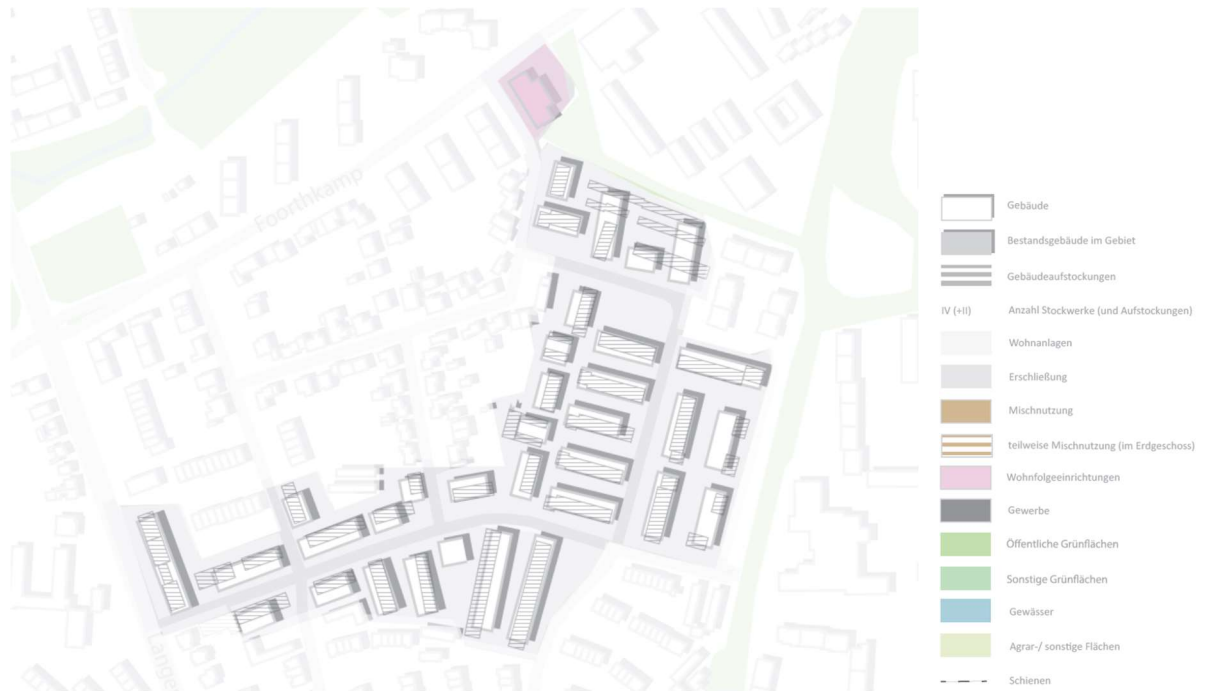 Foorthkamp
Lange
Gebäude
Bestandsgebäude im Gebiet
Gebäudeaufstockungen
IV (+II) Anzahl Stockwerke (und Aufstockungen)
Wohnanlagen
Erschließung
Mischnutzung
teilweise Mischnutzung (im Erdgeschoss)
Wohnfolgeeinrichtungen
Gewerbe
Öffentliche Grünflächen
Sonstige Grünflächen
Gewässer
Agrar-/ sonstige Flächen
Schienen